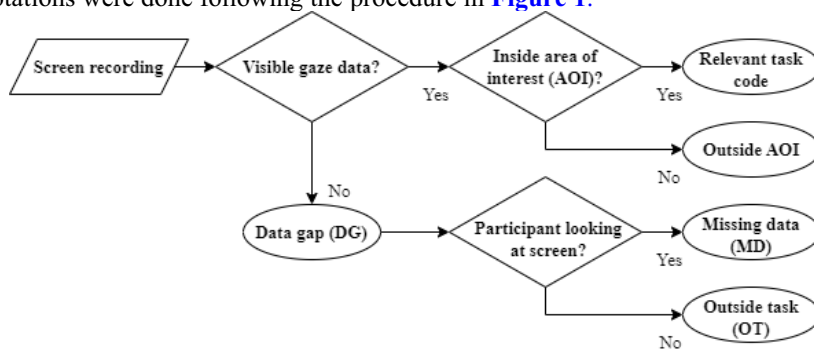 otations were done following the procedure in Figure 1.
Screen recording
Visible gaze data?
Inside area of
interest (AOI)?
Relevant task
code
Yes
Yes
Outside AOI
No
No
Data gap (DG)
Participant looking
at screen?
Missing data
(MD)
Yes
Outside task
(OT)
No